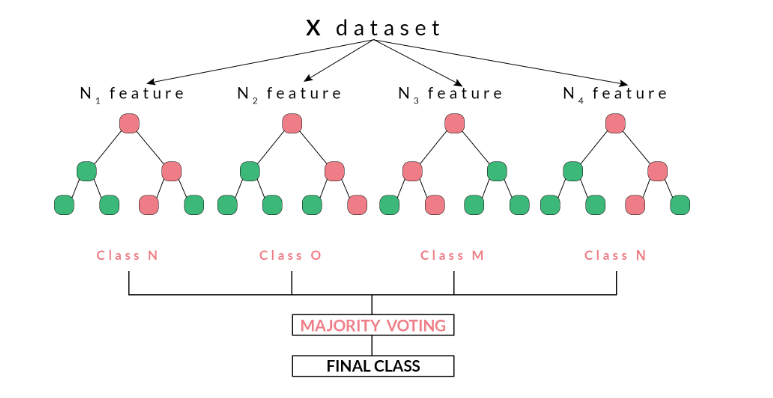 X dataset
N1 feature N2 feature N3 feature N4 feature
Class N Class O Class M Class N
MAJORITY VOTING
FINAL CLASS